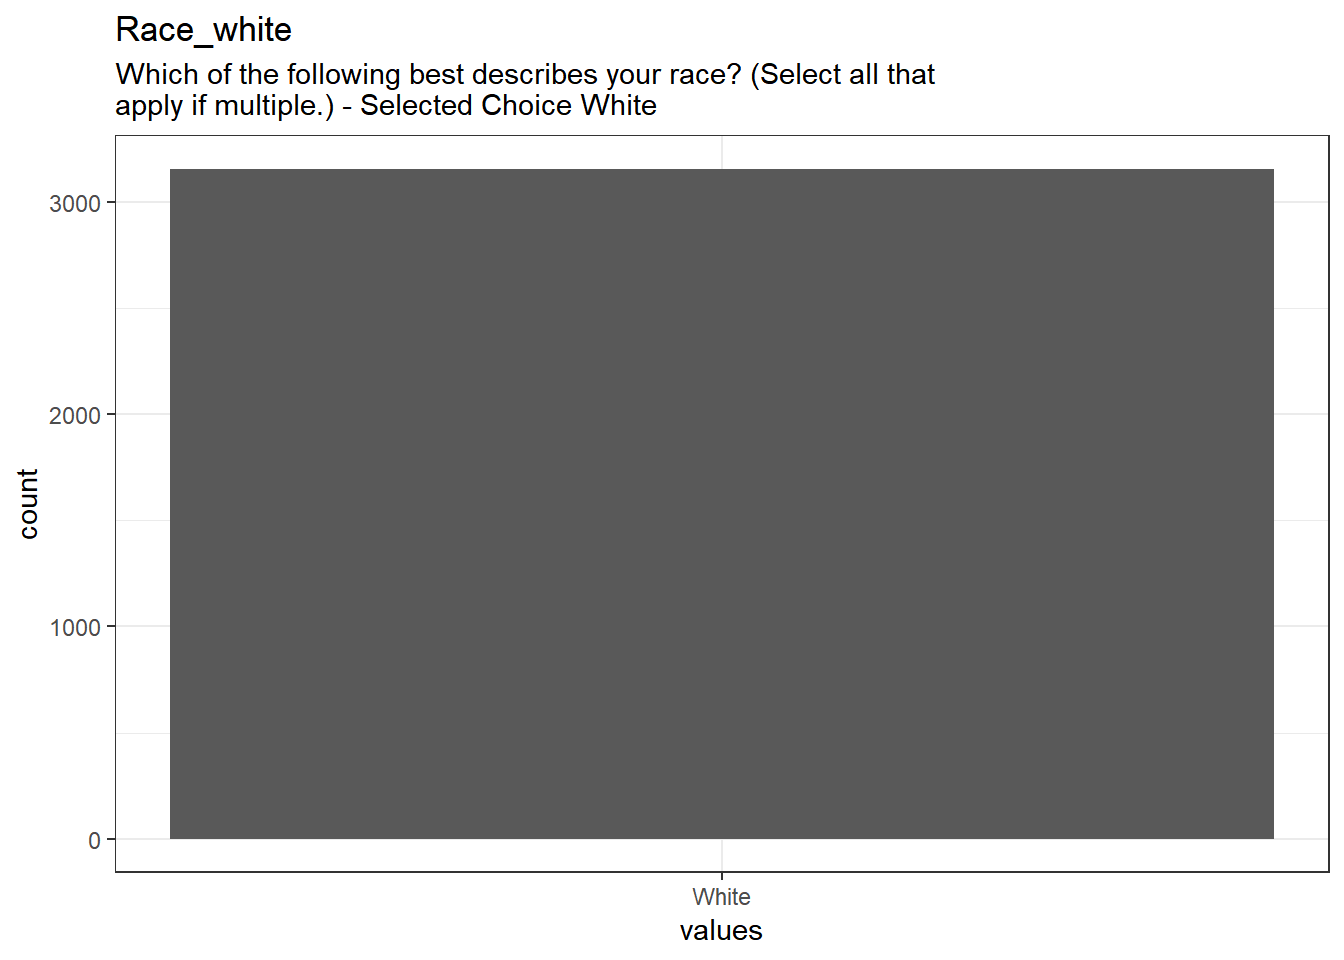 Race_white
Which of the following best describes your race? (Select all that
apply if multiple.) - Selected Choice White
3000
2000
1000
0
count
White
values